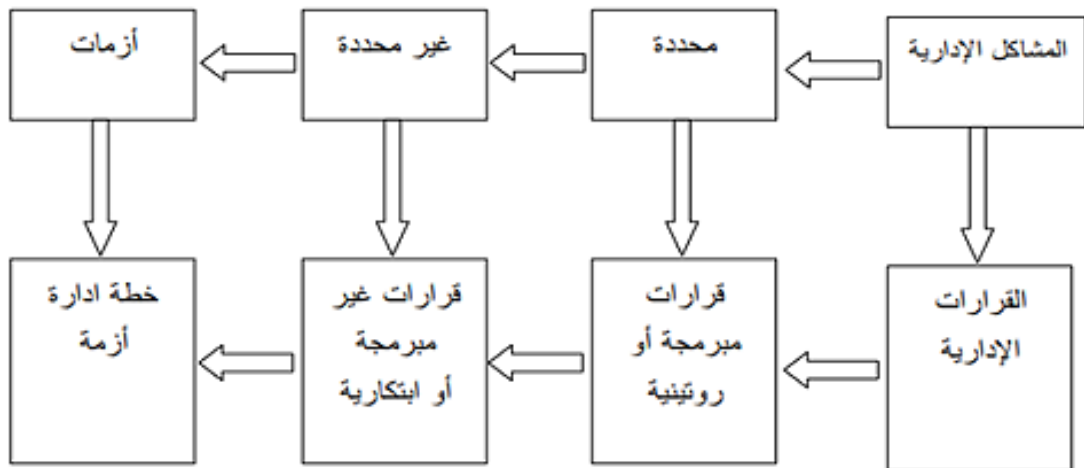 المشاكل الإدارية
محددة
غير محددة
أزمات
القرارات
الإدارية
قرارات
مبرمجة أو
روتينية
قرارات غير
مبرمجة
أو ابتكارية
خطة ادارة
أزمة